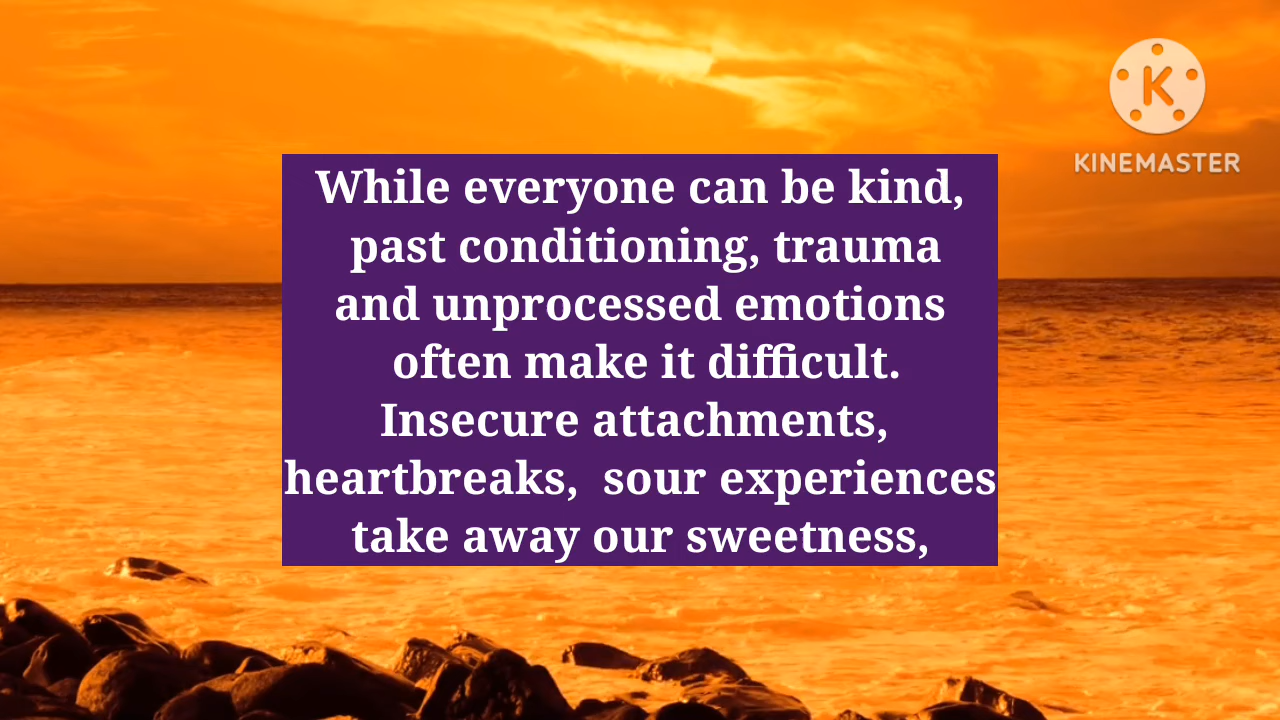 K
KINEMASTER
While everyone can be kind,
past conditioning, trauma
and unprocessed emotions
often make it difficult.
Insecure attachments,
heartbreaks,  sour experiences
take away our sweetness,